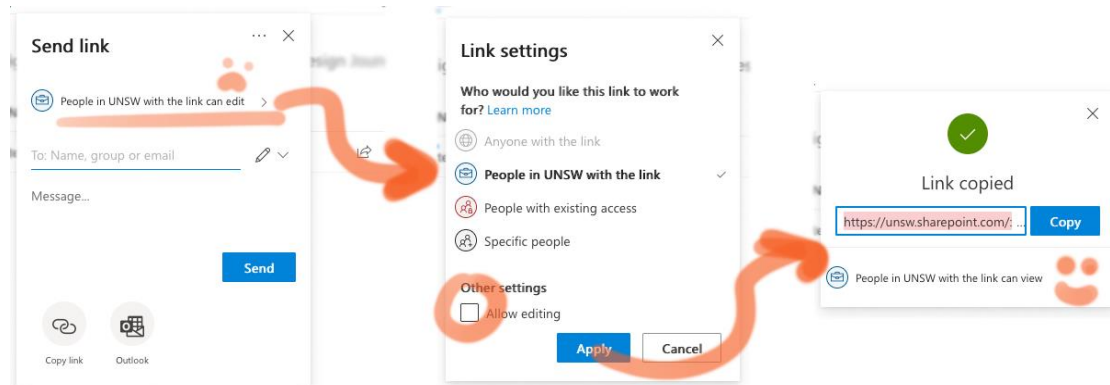 Send link
People in UNSW with the link can edit
To: Name, group or email
Message...
Send
Copy link
Outlook
Link settings
Who would you like this link to work
for? Learn more
Anyone with the link
People in UNSW with the link
People with existing access
Specific people
Other settings
Allow editing
Apply
Cancel
Link copied
https://unsw.sharepoint.com/: ...
Copy
People in UNSW with the link can view